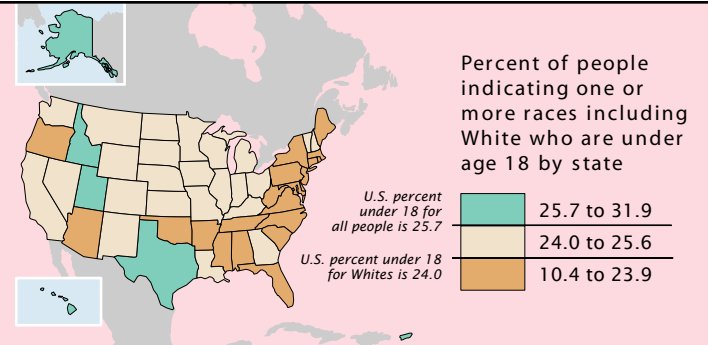 Percent of people
indicating one or
more races including
White who are under
age 18 by state
U.S. percent
under 18 for
all people is 25.7
25.7 to 31.9
24.0 to 25.6
U.S. percent under 18
for Whites is 24.0
10.4 to 23.9